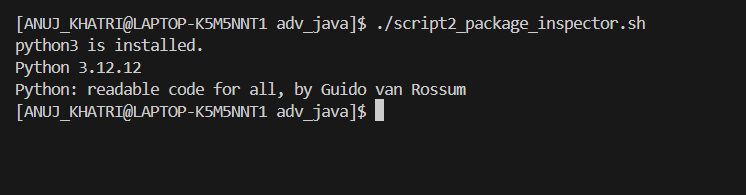 [ANUJ_KHATRI@LAPTOP-K5M5NNT1 adv_java]$ ./script2_package_inspector.sh
python3 is installed.
Python 3.12.12
Python: readable code for all, by Guido van Rossum
[ANUJ_KHATRI@LAPTOP-K5M5NNT1 adv_java]$